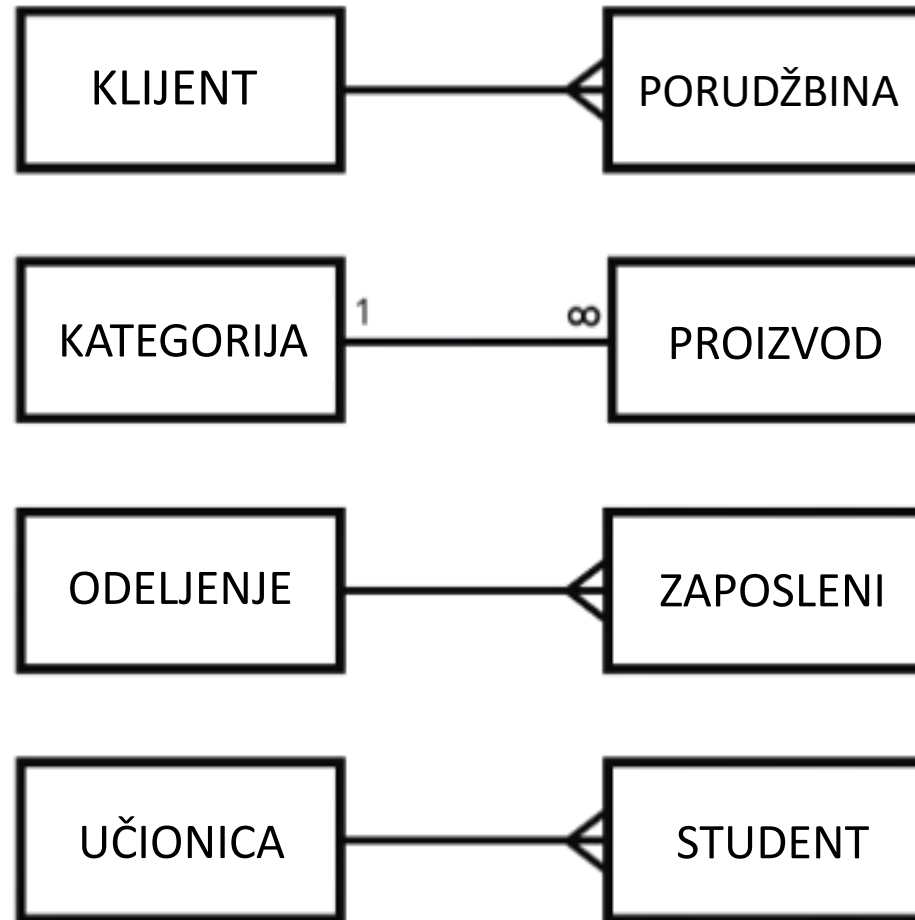 KLIJENT
PORUDŽBINA
KATEGORIJA
1
∞
PROIZVOD
ODELJENJE
ZAPOSLENI
UČIONICA
STUDENT